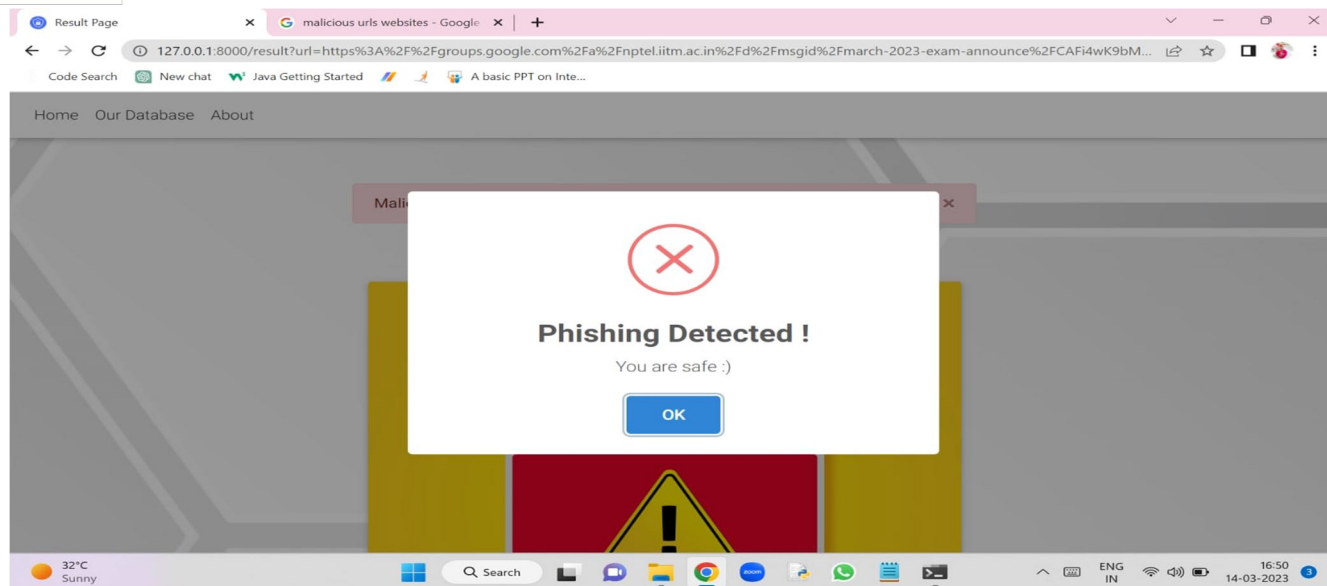 Result Page
malicious urls websites - Google
127.0.0.1:8000/result?url=https%3A%2F%2Fgroups.google.com%2Fa%2Fnptel.iitm.ac.in%2Fd%2Fmsgid%2Fmarch-2023-exam-announce%2FCAFi4wK9bM...
Code Search New chat Java Getting Started A basic PPT on Inte...
Home Our Database About
Phishing Detected !
You are safe :)
OK
32°C
Sunny
Search
zoom
ENG
IN
16:50
14-03-2023
3